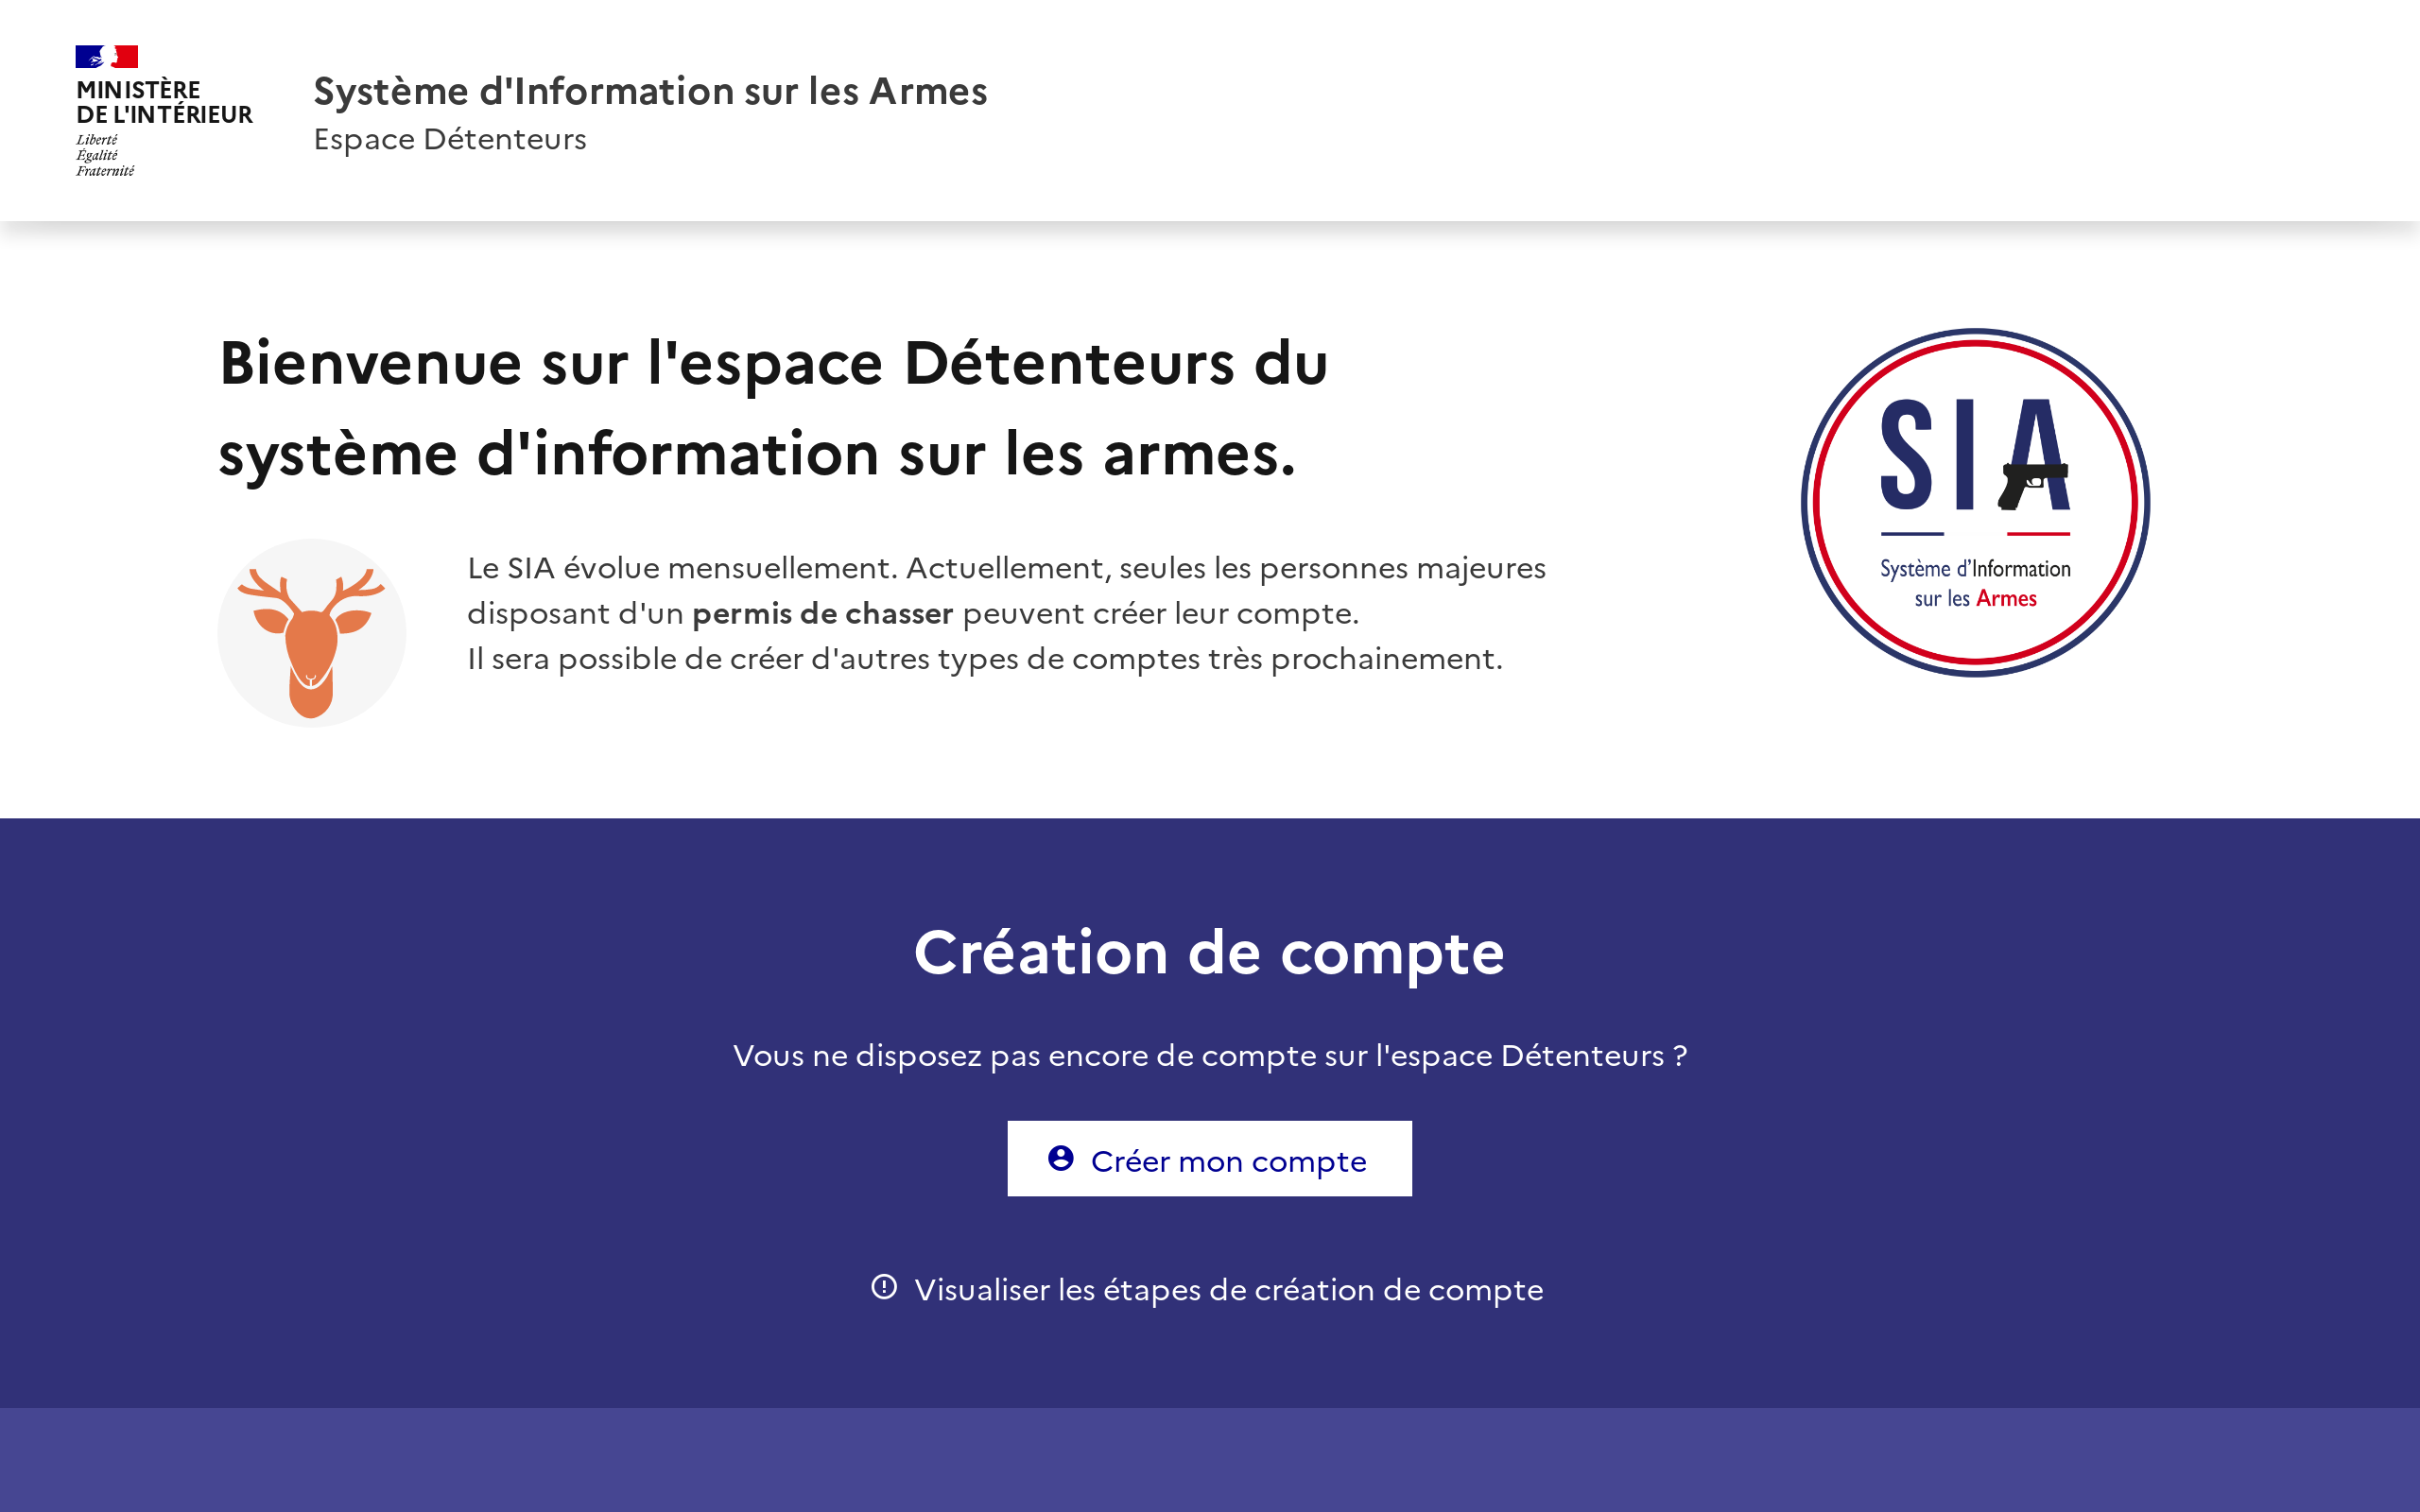 MINISTÈRE
DE L'INTÉRIEUR
Liberté
Égalité
Fraternité
Système d'Information sur les Armes
Espace Détenteurs
Bienvenue sur l'espace Détenteurs du
système d'information sur les armes.
Le SIA évolue mensuellement. Actuellement, seules les personnes majeures
disposant d'un permis de chasser peuvent créer leur compte.
Il sera possible de créer d'autres types de comptes très prochainement.
SIA
Système d'Information
sur les Armes
Création de compte
Vous ne disposez pas encore de compte sur l'espace Détenteurs ?
Créer mon compte
Visualiser les étapes de création de compte